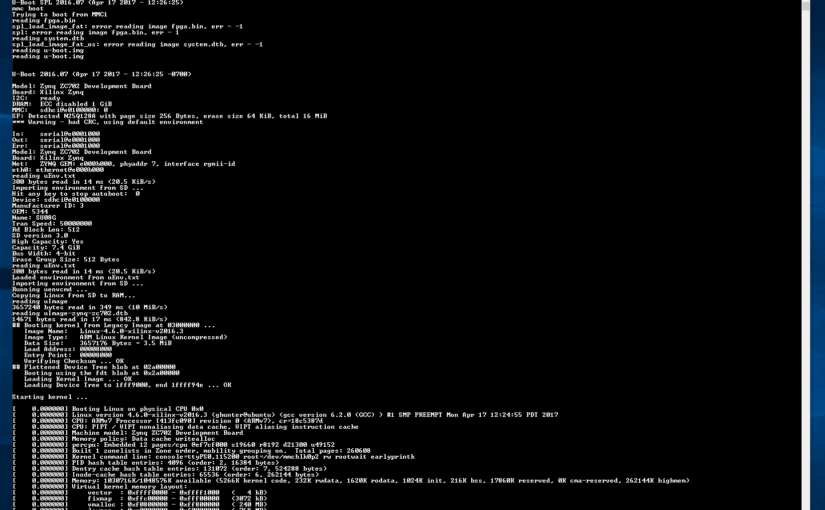 U-Boot SPL 2016.07 (Apr 17 2017 - 12:26:25)
mmc boot
Trying to boot from MMC1
reading fpga.bin
spl_load_image_fat: error reading image fpga.bin, err - -1
spl: error reading image fpga.bin, err - 1
reading system.dtb
spl_load_image_fat_os: error reading image system.dtb, err - -1
reading u-boot.img
reading u-boot.img
U-Boot 2016.07 (Apr 17 2017 - 12:26:25 -0700)
Model: Zynq ZC702 Development Board
Board: Xilinx Zynq
I2C:   ready
DRAM:  ECC disabled 1 GiB
MMC:   sdhci@e0100000: 0
SF: Detected N25Q128A with page size 256 Bytes, erase size 64 KiB, total 16 MiB
*** Warning - bad CRC, using default environment
In:    serial@e0001000
Out:   serial@e0001000
Err:   serial@e0001000
Model: Zynq ZC702 Development Board
Board: Xilinx Zynq
Net:   ZYNQ GEM: e000b000, phyaddr 7, interface rgmii-id
eth0: ethernet@e000b000
reading uEnv.txt
300 bytes read in 14 ms (20.5 KiB/s)
Importing environment from SD ...
Hit any key to stop autoboot:  0
Device: sdhci@e0100000
Manufacturer ID: 3
OEM: 5344
Name: SU08G
Tran Speed: 50000000
Rd Block Len: 512
SD version 3.0
High Capacity: Yes
Capacity: 7.4 GiB
Bus Width: 4-bit
Erase Group Size: 512 Bytes
reading uEnv.txt
300 bytes read in 14 ms (20.5 KiB/s)
Loaded environment from uEnv.txt
Importing environment from SD ...
Running uenvcmd ...
Copying Linux from SD to RAM...
reading uImage
3657240 bytes read in 349 ms (10 MiB/s)
reading uImage-zynq-zc702.dtb
14671 bytes read in 17 ms (842.8 KiB/s)
## Booting kernel from Legacy Image at 03000000 ...
Image Name:   Linux-4.6.0-xilinx-v2016.3
Image Type:   ARM Linux Kernel Image (uncompressed)
Data Size:    3657176 Bytes = 3.5 MiB
Load Address: 00008000
Entry Point:  00008000
Verifying Checksum ... OK
## Flattened Device Tree blob at 02a00000
Booting using the fdt blob at 0x2a00000
Loading Kernel Image ... OK
Loading Device Tree to 1fff9000, end 1ffff94e ... OK
Starting kernel ...
[    0.000000] Booting Linux on physical CPU 0x0
[    0.000000] Linux version 4.6.0-xilinx-v2016.3 (ghunter@ubuntu) (gcc version 6.2.0 (GCC) ) #1 SMP PREEMPT Mon Apr 17 12:24:55 PDT 2017
[    0.000000] CPU: ARMv7 Processor [413fc090] revision 0 (ARMv7), cr=18c5387d
[    0.000000] CPU: PIPT / VIPT nonaliasing data cache, VIPT aliasing instruction cache
[    0.000000] Machine model: Zynq ZC702 Development Board
[    0.000000] Memory policy: Data cache writealloc
[    0.000000] percpu: Embedded 12 pages/cpu @ef7cf000 s19660 r8192 d21300 u49152
[    0.000000] Built 1 zonelists in Zone order, mobility grouping on.  Total pages: 260608
[    0.000000] Kernel command line: console=ttyPS0,115200 root=/dev/mmcblk0p2 rw rootwait earlyprintk
[    0.000000] PID hash table entries: 4096 (order: 2, 16384 bytes)
[    0.000000] Dentry cache hash table entries: 131072 (order: 7, 524288 bytes)
[    0.000000] Inode-cache hash table entries: 65536 (order: 6, 262144 bytes)
[    0.000000] Memory: 1030716K/1048576K available (5266K kernel code, 232K rwdata, 1620K rodata, 1024K init, 216K bss, 17860K reserved, 0K cma-reserved, 262144K highmem)
[    0.000000] Virtual kernel memory layout:
[    0.000000]     vector  : 0xffff0000 - 0xffff1000   (   4 kB)
[    0.000000]     fixmap  : 0xffc00000 - 0xfff00000   (3072 kB)
[    0.000000]     vmalloc : 0xf0800000 - 0xff800000   ( 240 MB)